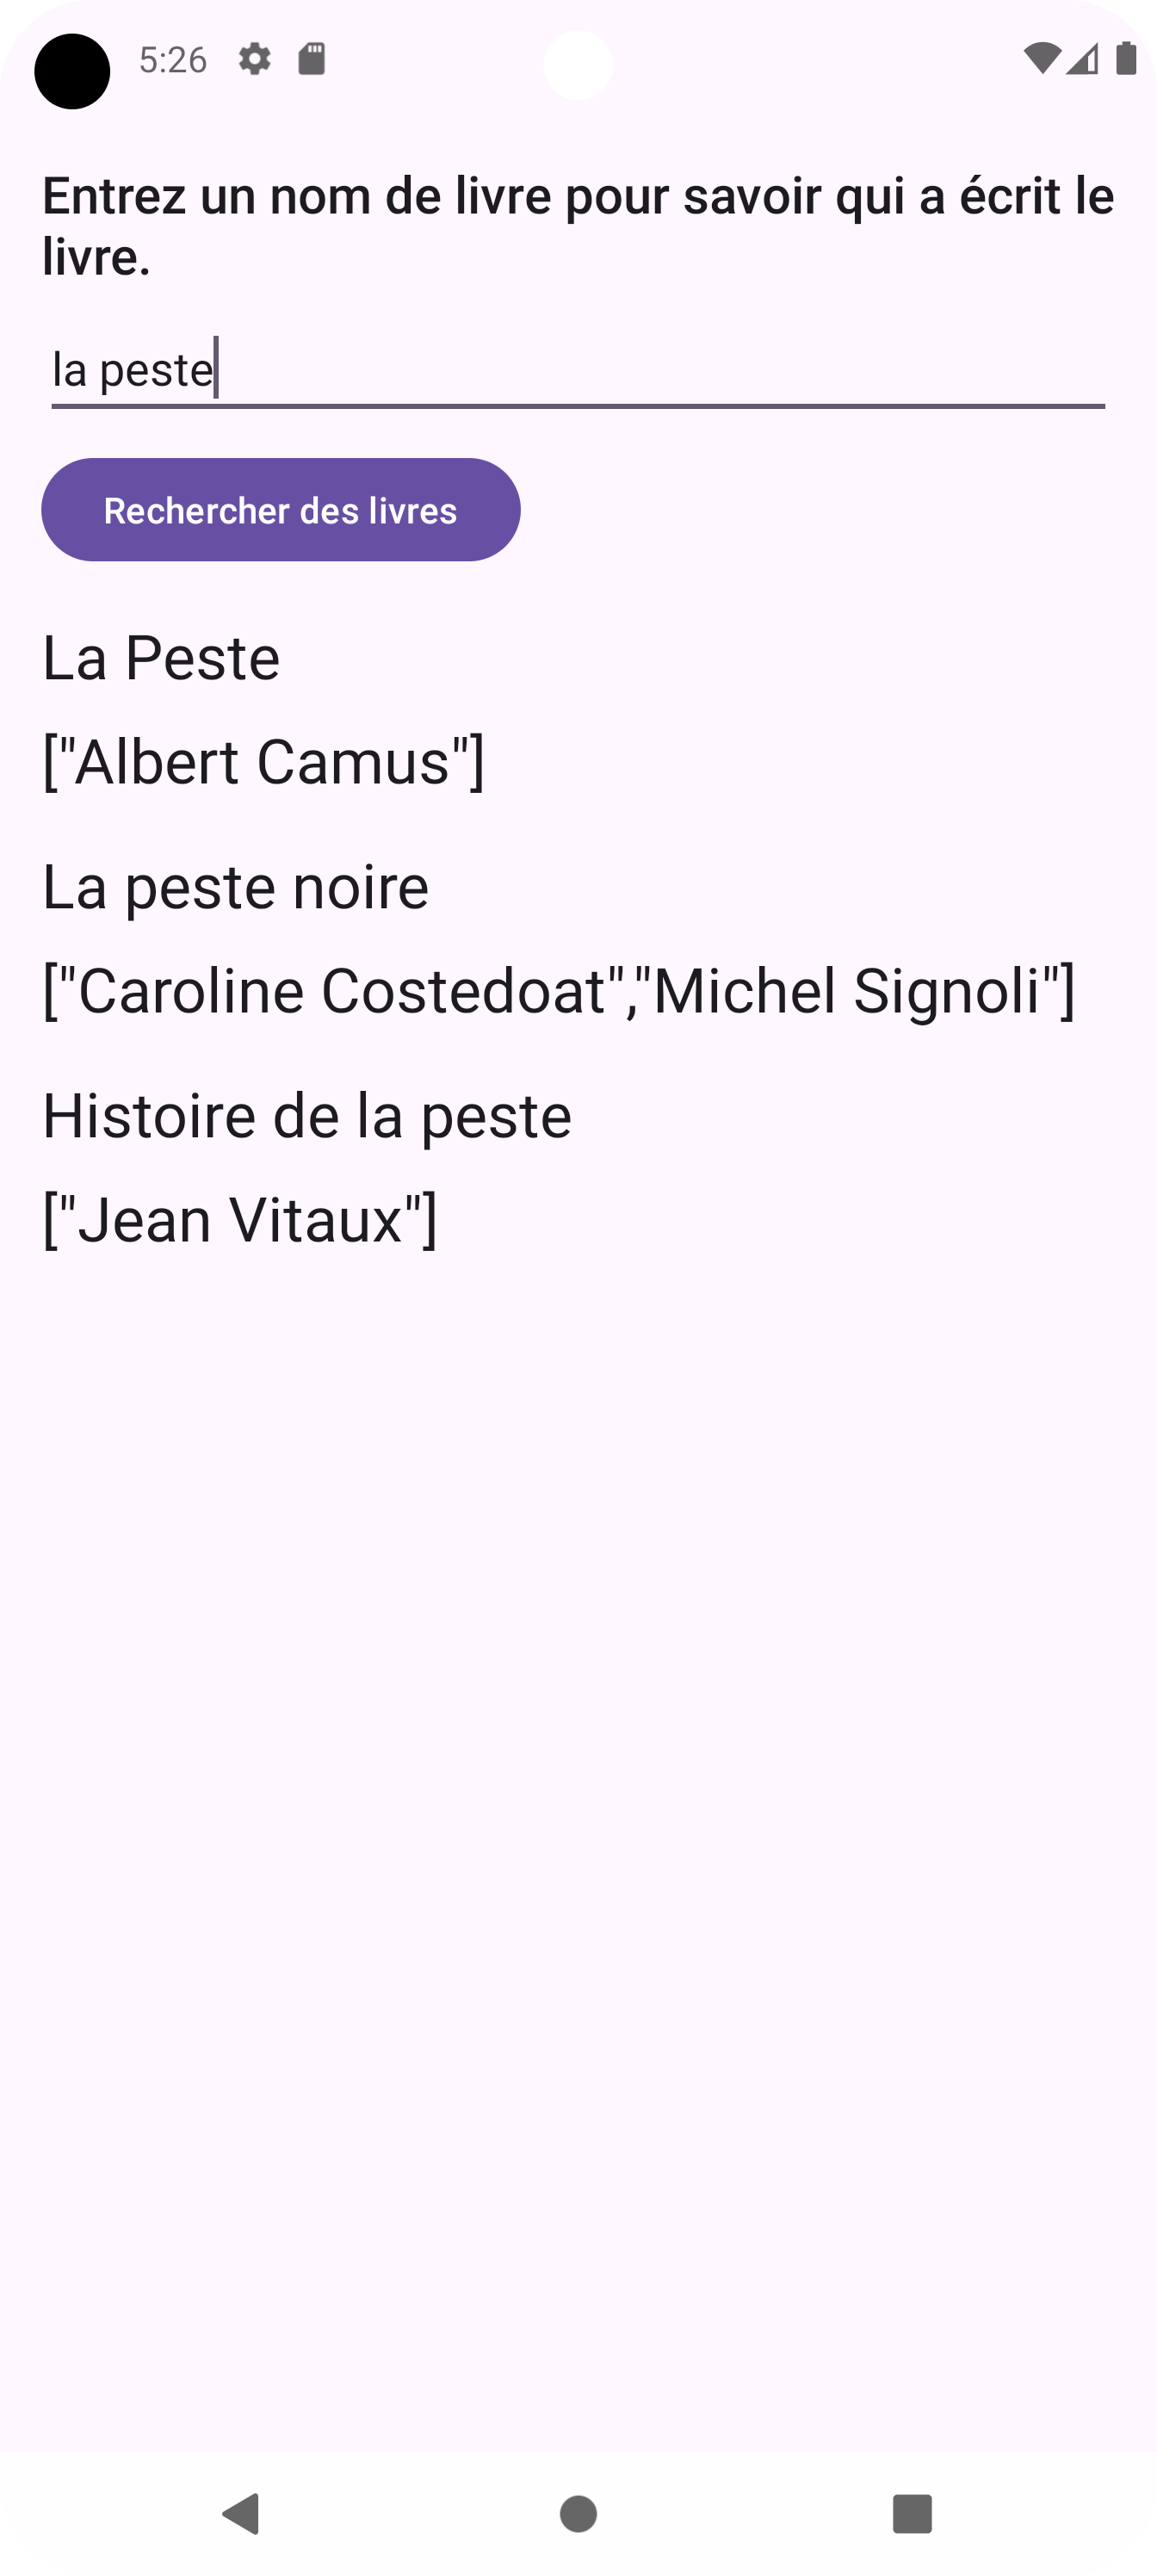 5:26
Entrez un nom de livre pour savoir qui a écrit le
livre.
la peste
Rechercher des livres
La Peste
["Albert Camus"]
La peste noire
["Caroline Costedoat","Michel Signoli"]
Histoire de la peste
["Jean Vitaux"]